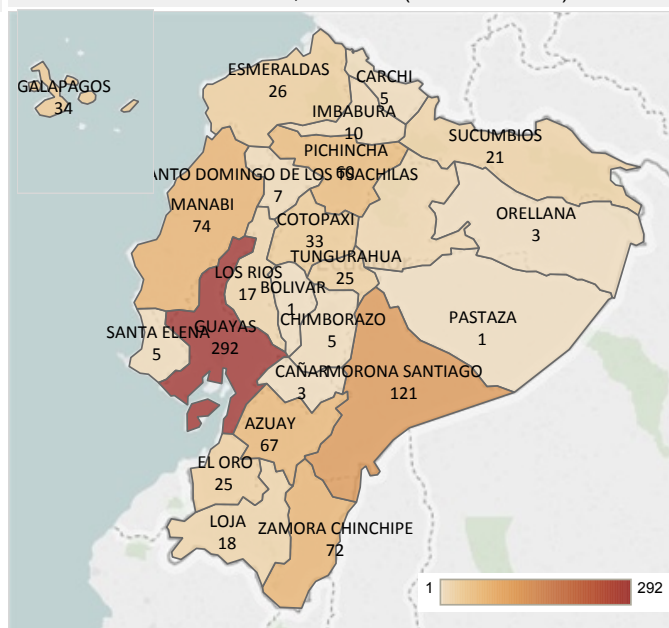 GALAPAGOS
34
ESMERALDAS
26
CARCHI
5
IMBABURA
10
SUCUMBIOS
21
PICHINCHA
ANTO DOMINGO DE LOS TSACHILAS
7
MANABI
74
COTOPAXI
33
ORELLANA
3
TUNGURAHUA
25
LOS RIOS
17
BOLIVAR
1
CHIMBORAZO
5
PASTAZA
1
SANTA ELENA
5
GUAYAS
292
CAÑAR
3
MORONA SANTIAGO
121
AZUAY
67
EL ORO
25
LOJA
18
ZAMORA CHINCHIPE
72
1
292